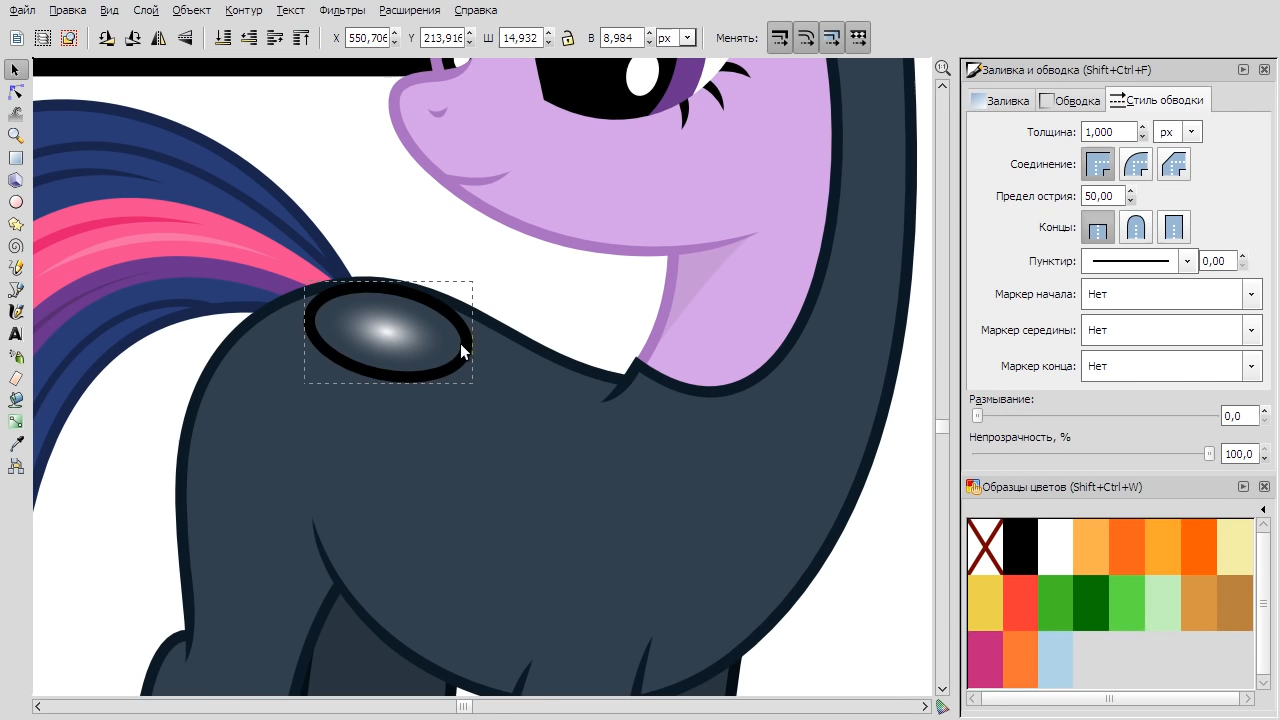 Файл Правка Вид Слой Объект Контур Текст Фильтры Расширения Справка
X 550,706 Y 213,916 Ш 14,932 В 8,984 px Менять:
1:1
Заливка и обводка (Shift+Ctrl+F)
Заливка Обводка Стиль обводки
Толщина: 1,000 px
Соединение:
Предел острия: 50,00
Концы:
Пунктир: 0,00
Маркер начала: Нет
Маркер середины: Нет
Маркер конца: Нет
Размывание:
0,0
Непрозрачность, %
100,0
Образцы цветов (Shift+Ctrl+W)
A